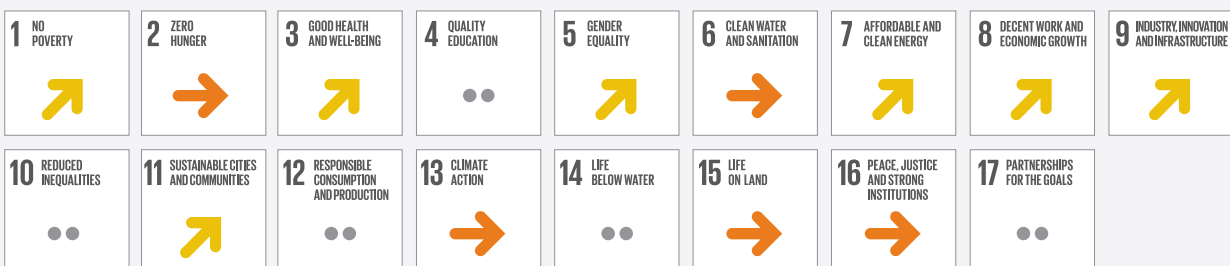 1 NO
POVERTY
2 ZERO
HUNGER
3 GOOD HEALTH
AND WELL-BEING
4 QUALITY
EDUCATION
5 GENDER
EQUALITY
6 CLEAN WATER
AND SANITATION
7 AFFORDABLE AND
CLEAN ENERGY
8 DECENT WORK AND
ECONOMIC GROWTH
9 INDUSTRY, INNOVATION
AND INFRASTRUCTURE
10 REDUCED
INEQUALITIES
11 SUSTAINABLE CITIES
AND COMMUNITIES
12 RESPONSIBLE
CONSUMPTION
AND PRODUCTION
13 CLIMATE
ACTION
14 LIFE
BELOW WATER
15 LIFE
ON LAND
16 PEACE, JUSTICE
AND STRONG
INSTITUTIONS
17 PARTNERSHIPS
FOR THE GOALS